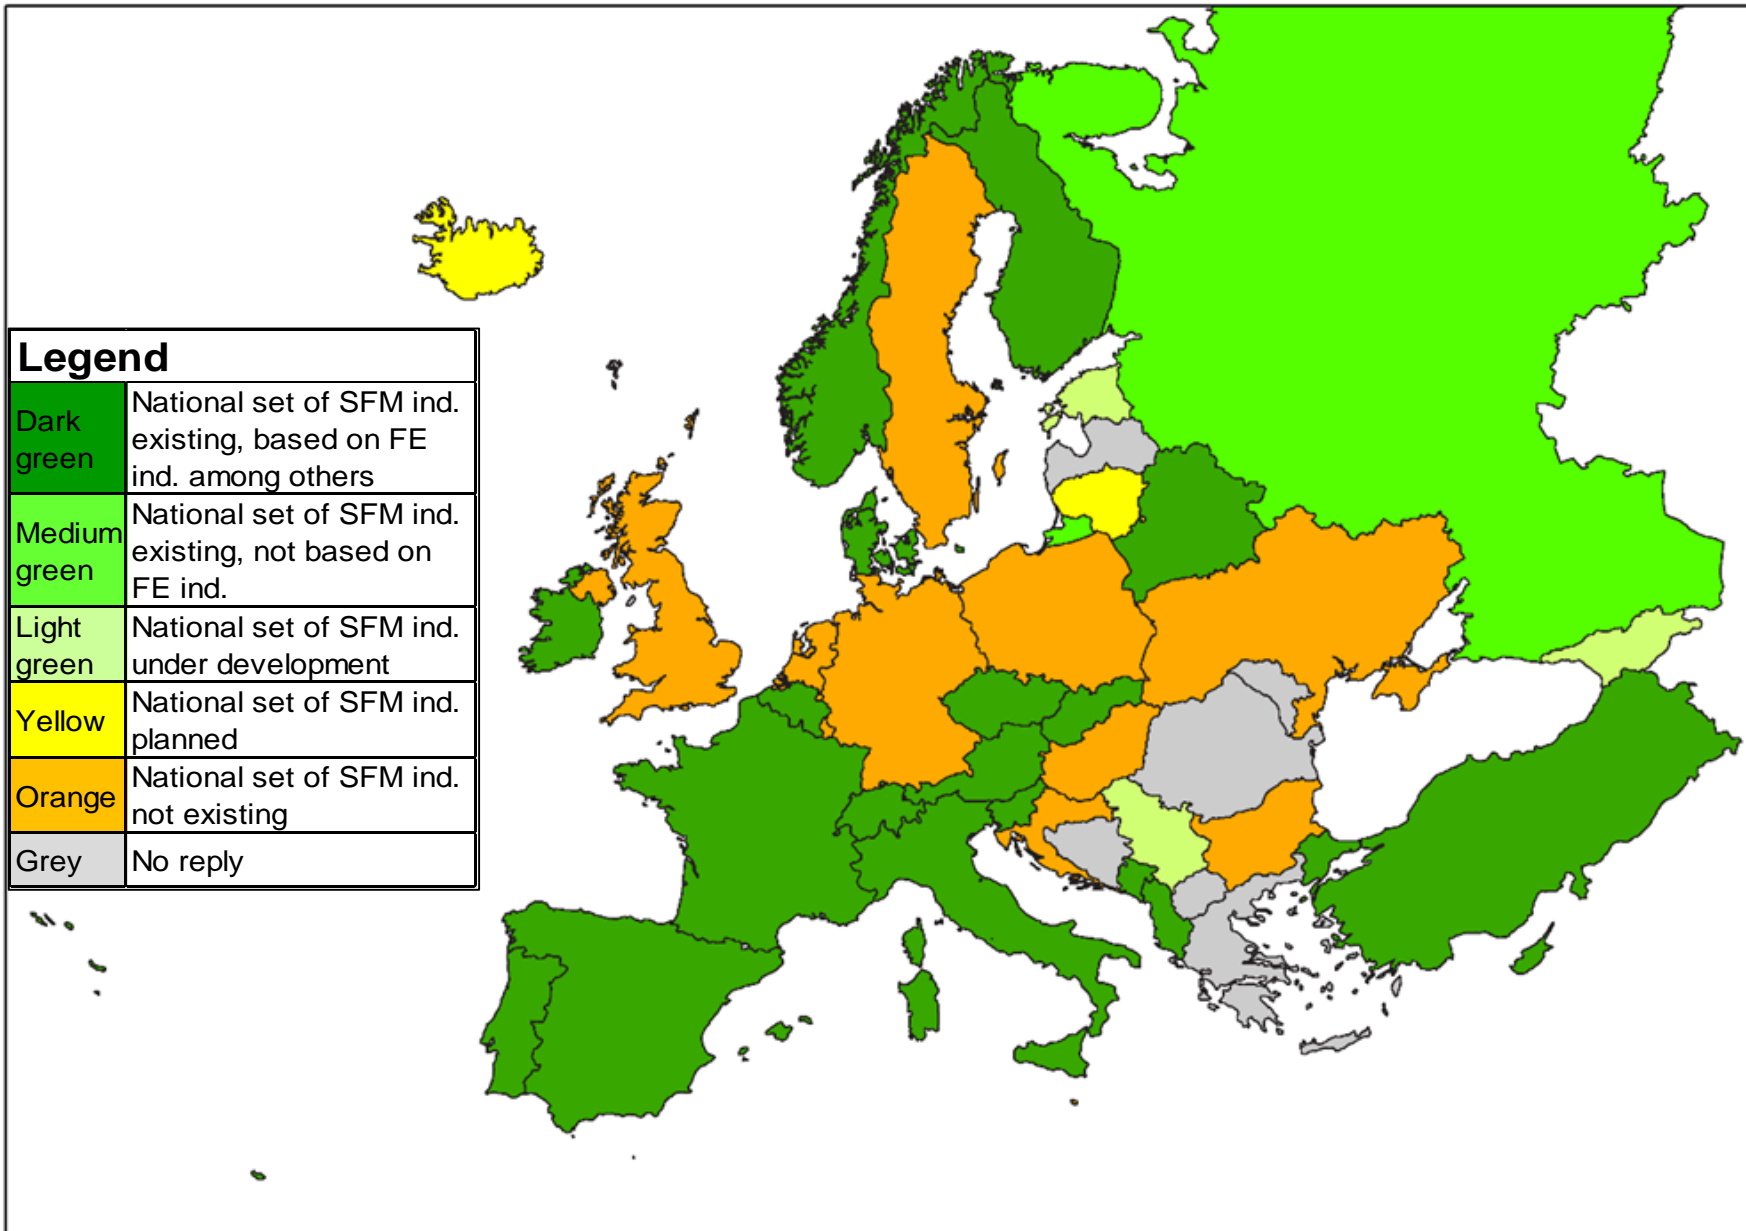 Legend
Dark
green
National set of SFM ind.
existing, based on FE
ind. among others
Medium
green
National set of SFM ind.
existing, not based on
FE ind.
Light
green
National set of SFM ind.
under development
Yellow
National set of SFM ind.
planned
Orange
National set of SFM ind.
not existing
Grey
No reply